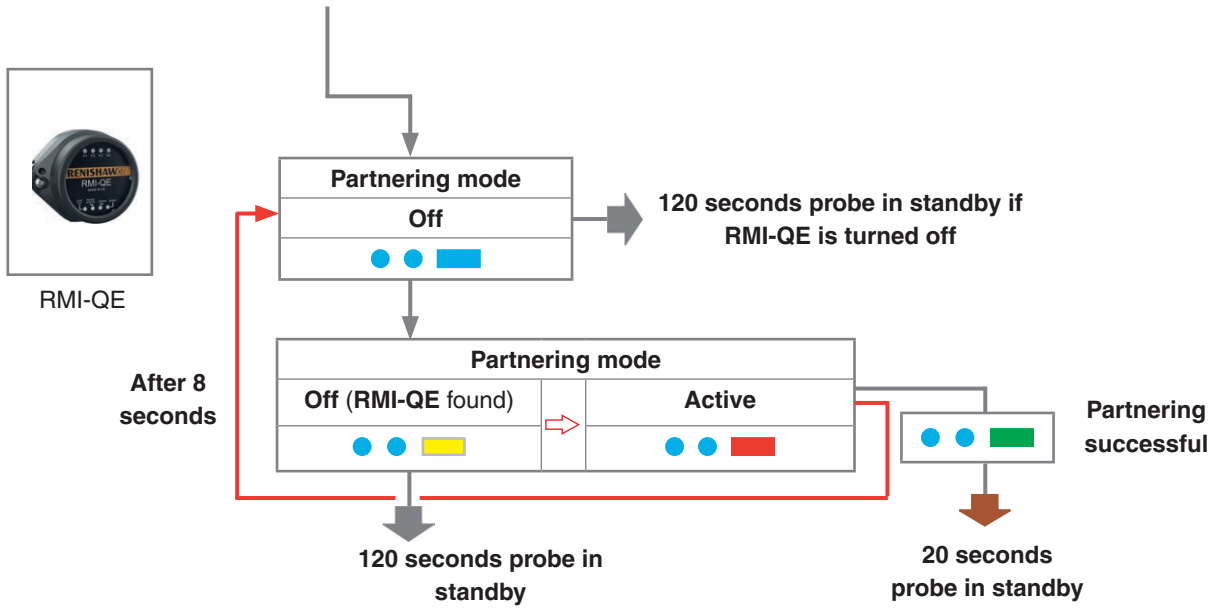 RENISHAW
RMI-QE
RMI-QE
Partnering mode
Off
120 seconds probe in standby if
RMI-QE is turned off
After 8
seconds
Partnering mode
Off (RMI-QE found)
Active
Partnering
successful
120 seconds probe in
standby
20 seconds
probe in standby